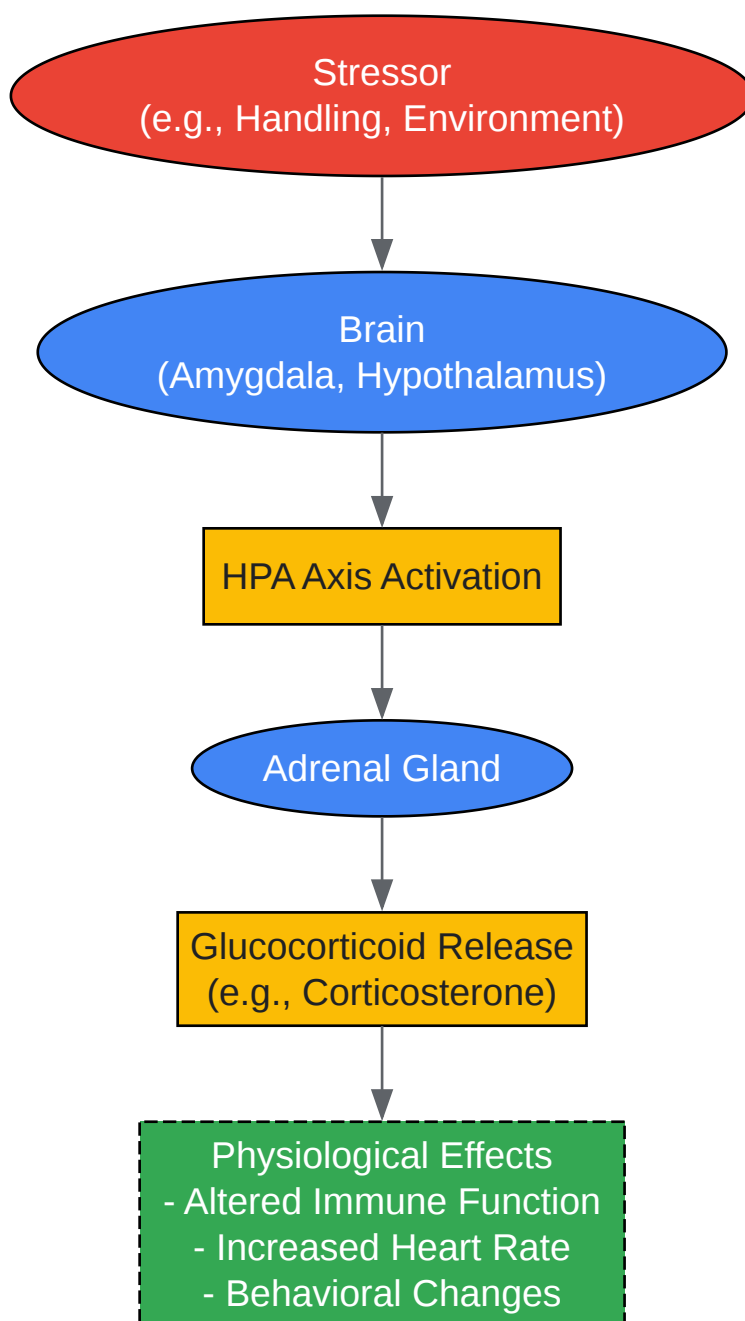 Stressor
(e.g., Handling, Environment)
Brain
(Amygdala, Hypothalamus)
HPA Axis Activation
Adrenal Gland
Glucocorticoid Release
(e.g., Corticosterone)
Physiological Effects
- Altered Immune Function
- Increased Heart Rate
- Behavioral Changes